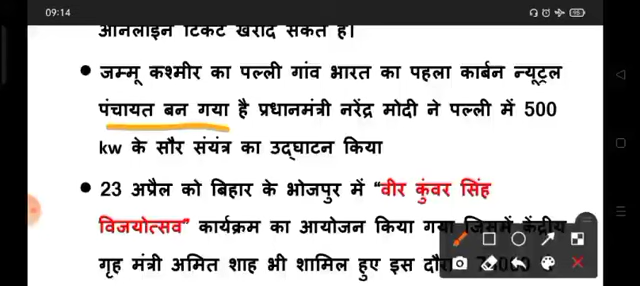 09:14
95
ऑनलाइन टिकट खरीद सकते हैं।
● जम्मू कश्मीर का पल्ली गांव भारत का पहला कार्बन न्यूट्रल
पंचायत बन गया है प्रधानमंत्री नरेंद्र मोदी ने पल्ली में 500
kw के सौर संयंत्र का उद्घाटन किया
● 23 अप्रैल को बिहार के भोजपुर में “वीर कुंवर सिंह
विजयोत्सव” कार्यक्रम का आयोजन किया गया जिसमें केंद्रीय
गृह मंत्री अमित शाह भी शामिल हुए इस